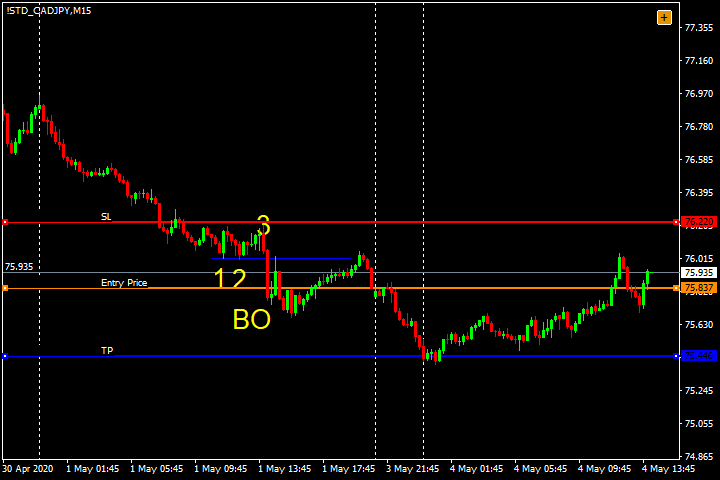 !STD_CADJPY,M15
+
77.355
77.160
76.970
76.780
76.585
76.395
SL
3
76.220
76.015
75.935
75.935
1 2
Entry Price
75.837
BO
75.630
TP
75.440
75.245
75.055
74.865
30 Apr 2020
1 May 01:45
1 May 05:45
1 May 09:45
1 May 13:45
1 May 17:45
3 May 21:45
4 May 01:45
4 May 05:45
4 May 09:45
4 May 13:45